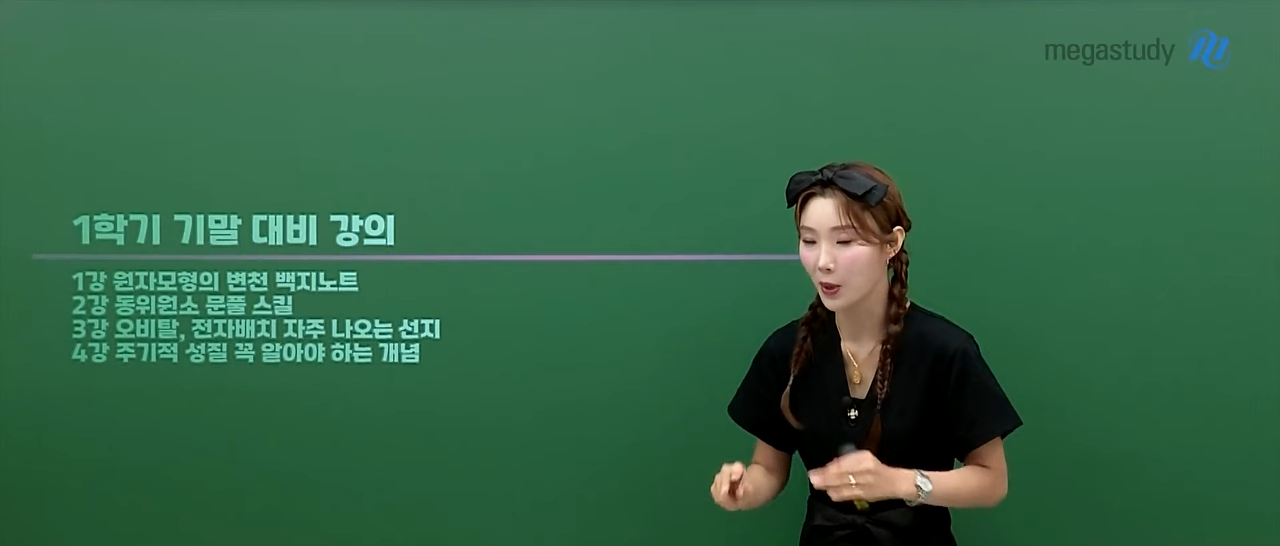 megastudy
1학기 기말 대비 강의
1강 원자모형의 변천 백지노트
2강 동위원소 문풀 스킬
3강 오비탈, 전자배치 자주 나오는 선지
4강 주기적 성질 꼭 알아야 하는 개념